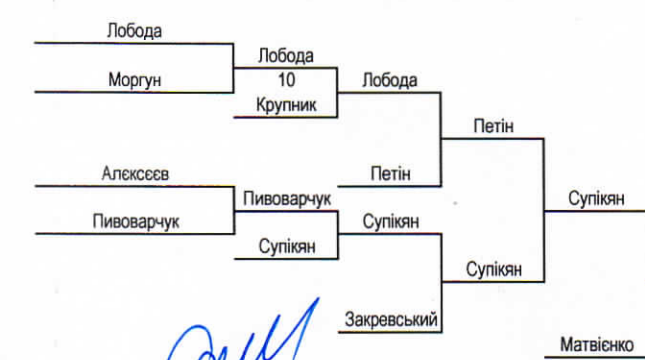 Лобода
Моргун
Лобода
10
Крупник
Лобода
Петін
Петін
Алєксєєв
Пивоварчук
Пивоварчук
Супікян
Супікян
Закревський
Супікян
Супікян
Матвієнко